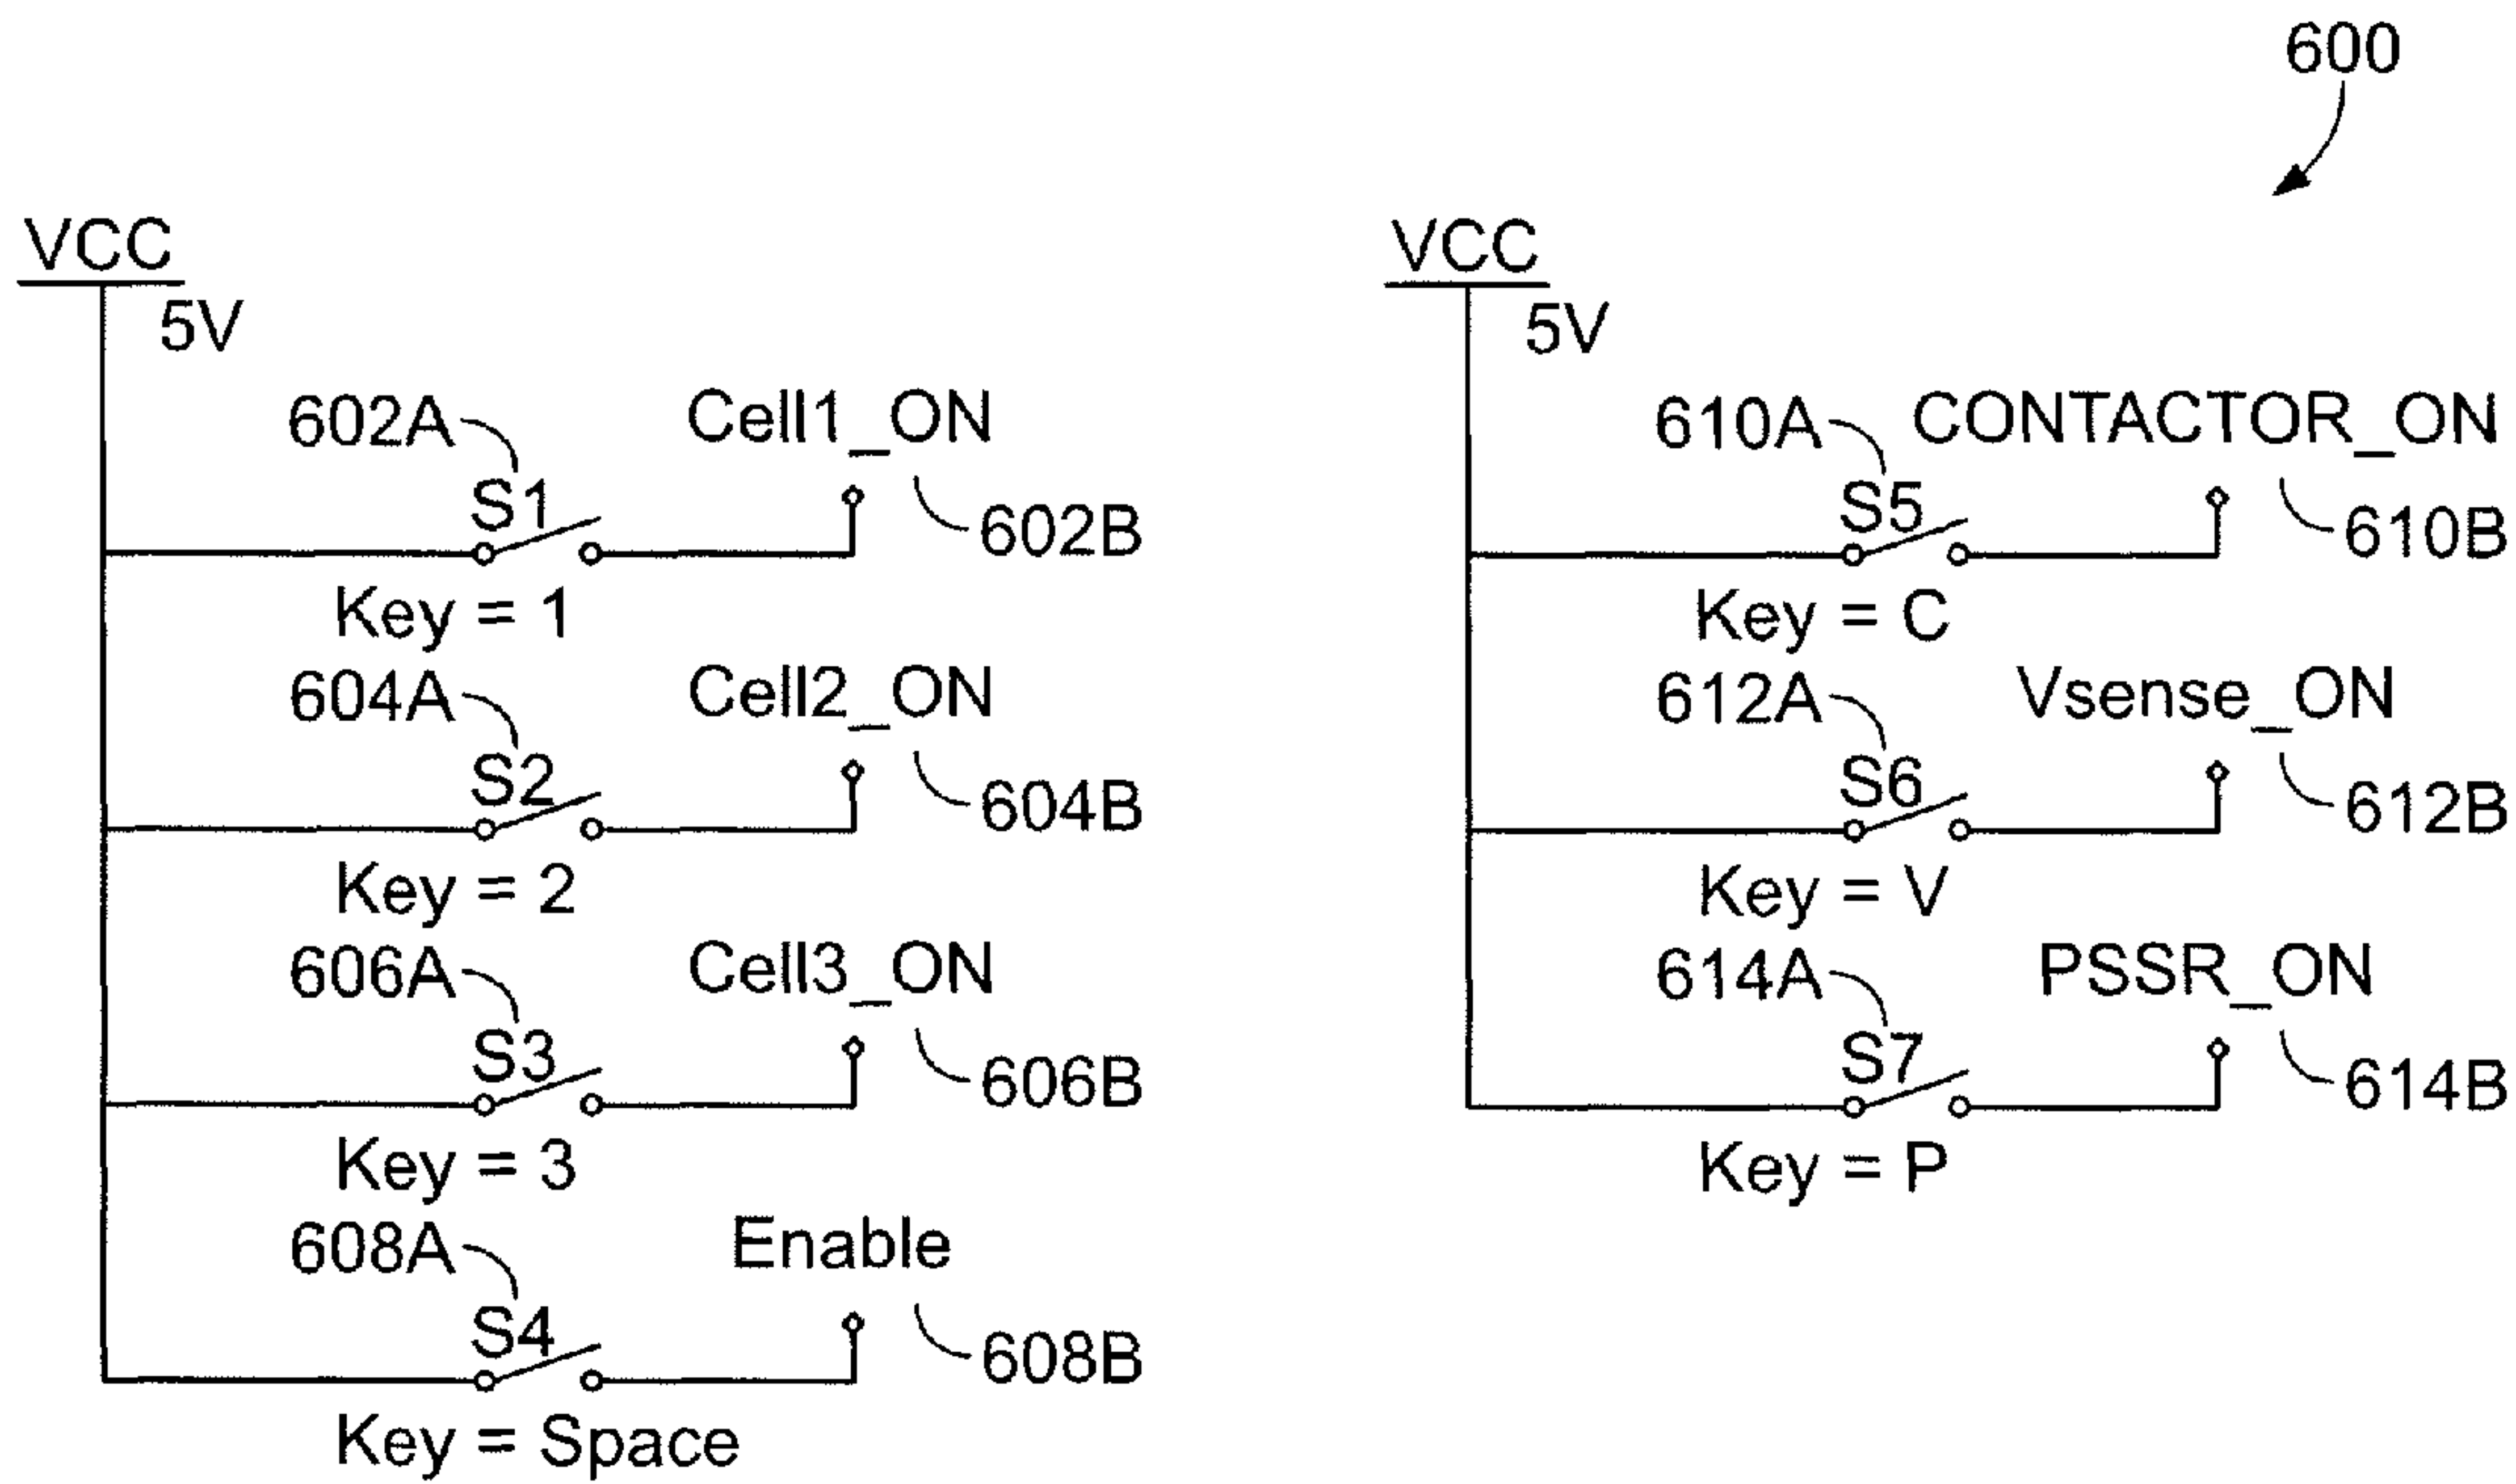 600
VCC
5V
602A
Cell1_ON
S1
602B
Key = 1
604A
Cell2_ON
S2
604B
Key = 2
606A
Cell3_ON
S3
606B
Key = 3
608A
Enable
S4
608B
Key = Space
VCC
5V
610A
CONTACTOR_ON
S5
610B
Key = C
612A
Vsense_ON
S6
612B
Key = V
614A
PSSR_ON
S7
614B
Key = P